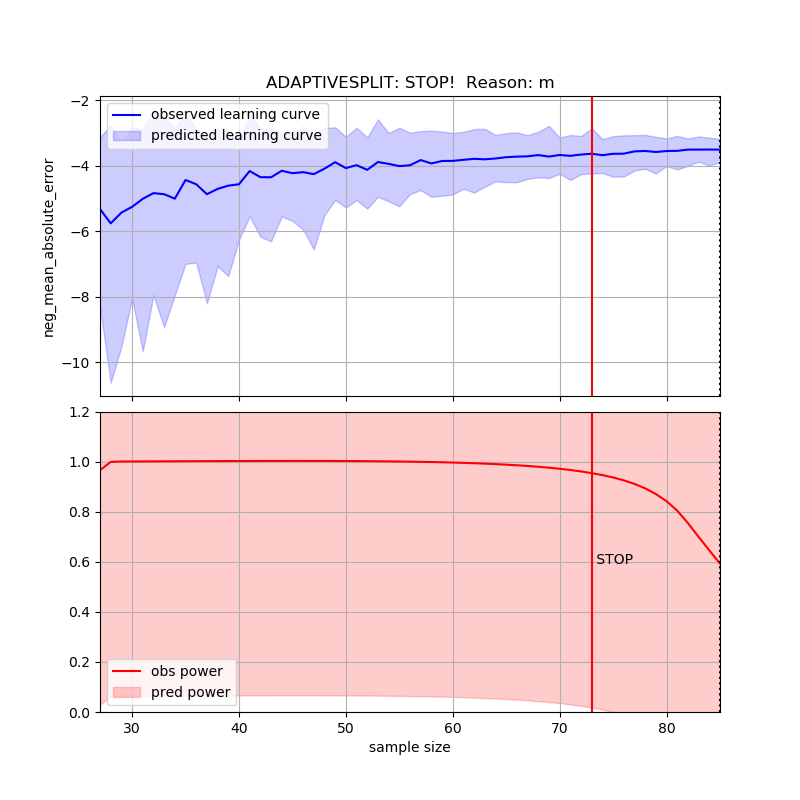 ADAPTIVESPLIT: STOP!  Reason: m
observed learning curve
predicted learning curve
neg_mean_absolute_error
−2
−4
−6
−8
−10
1.2
1.0
0.8
0.6
0.4
0.2
0.0
STOP
obs power
pred power
30 40 50 60 70 80
sample size